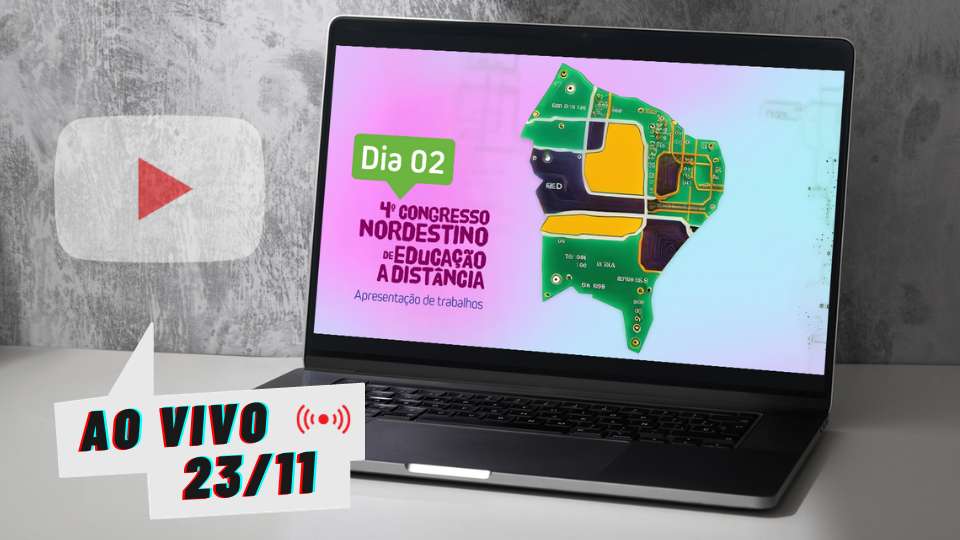 Dia 02
4º CONGRESSO
NORDESTINO
DE EDUCAÇÃO
A DISTÂNCIA
Apresentação de trabalhos
AO VIVO
23/11